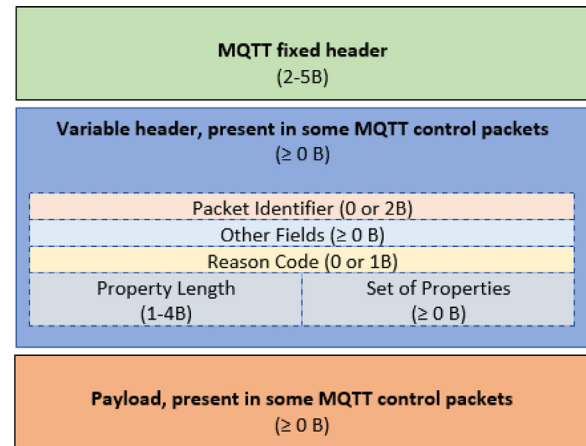 MQTT fixed header
(2-5B)
Variable header, present in some MQTT control packets
(≥ 0 B)
Packet Identifier (0 or 2B)
Other Fields (≥ 0 B)
Reason Code (0 or 1B)
Property Length
(1-4B)
Set of Properties
(≥ 0 B)
Payload, present in some MQTT control packets
(≥ 0 B)